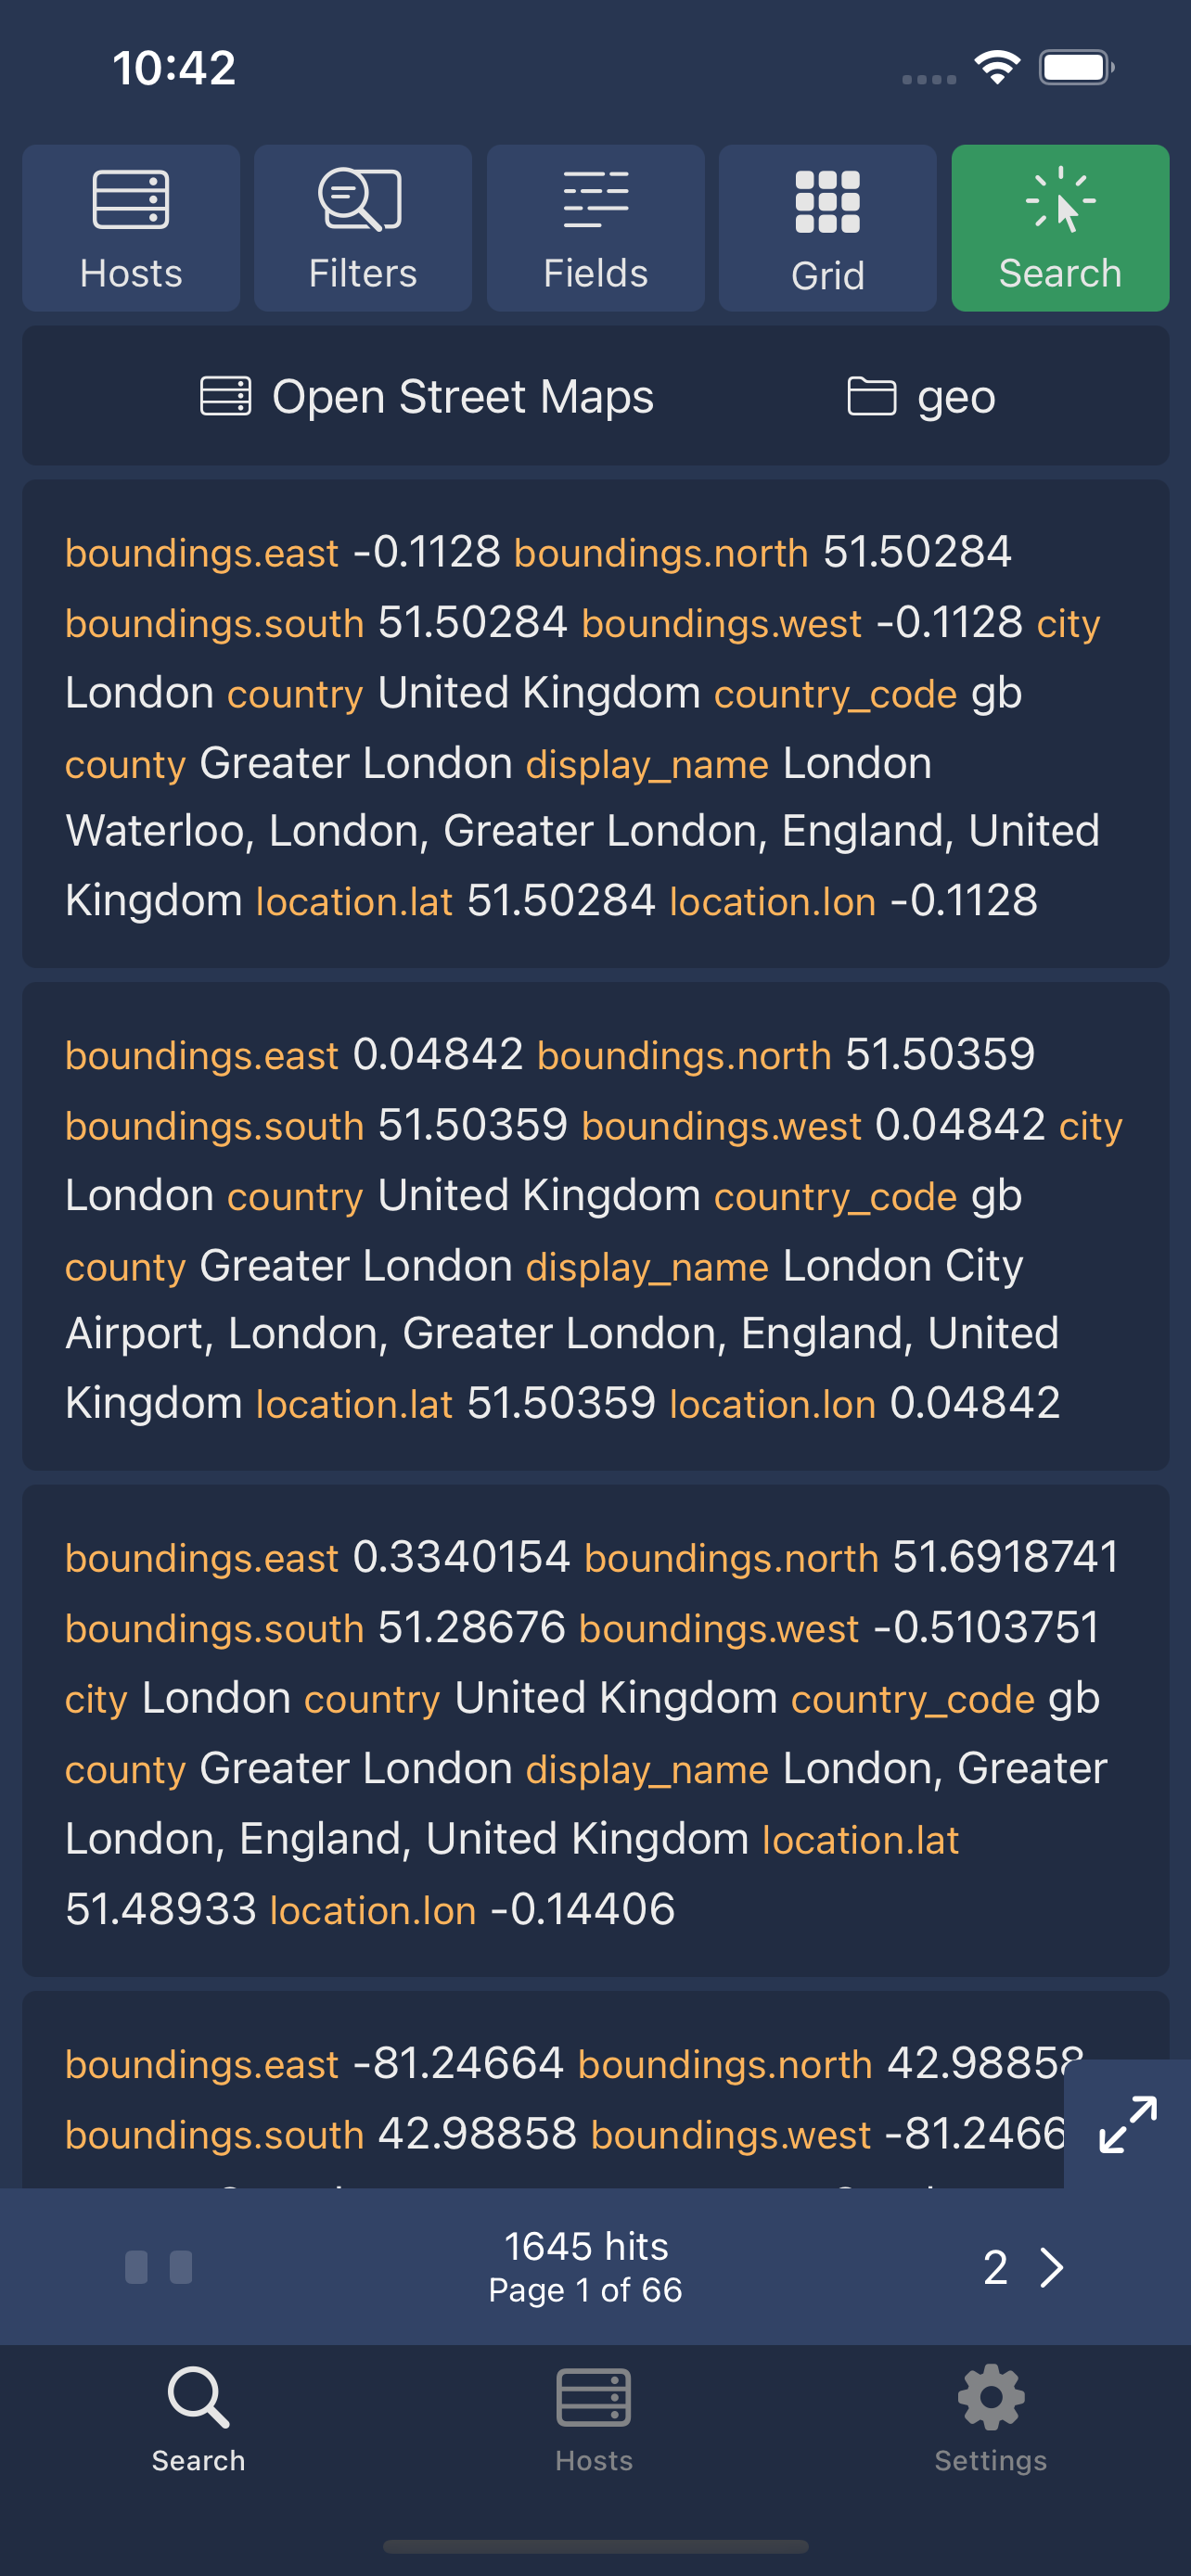 10:42
Hosts Filters Fields Grid Search
Open Street Maps geo
boundings.east -0.1128 boundings.north 51.50284
boundings.south 51.50284 boundings.west -0.1128 city
London country United Kingdom country_code gb
county Greater London display_name London
Waterloo, London, Greater London, England, United
Kingdom location.lat 51.50284 location.lon -0.1128
boundings.east 0.04842 boundings.north 51.50359
boundings.south 51.50359 boundings.west 0.04842 city
London country United Kingdom country_code gb
county Greater London display_name London City
Airport, London, Greater London, England, United
Kingdom location.lat 51.50359 location.lon 0.04842
boundings.east 0.3340154 boundings.north 51.6918741
boundings.south 51.28676 boundings.west -0.5103751
city London country United Kingdom country_code gb
county Greater London display_name London, Greater
London, England, United Kingdom location.lat
51.48933 location.lon -0.14406
boundings.east -81.24664 boundings.north 42.98858
boundings.south 42.98858 boundings.west -81.2466
1645 hits
Page 1 of 66
2
Search Hosts Settings